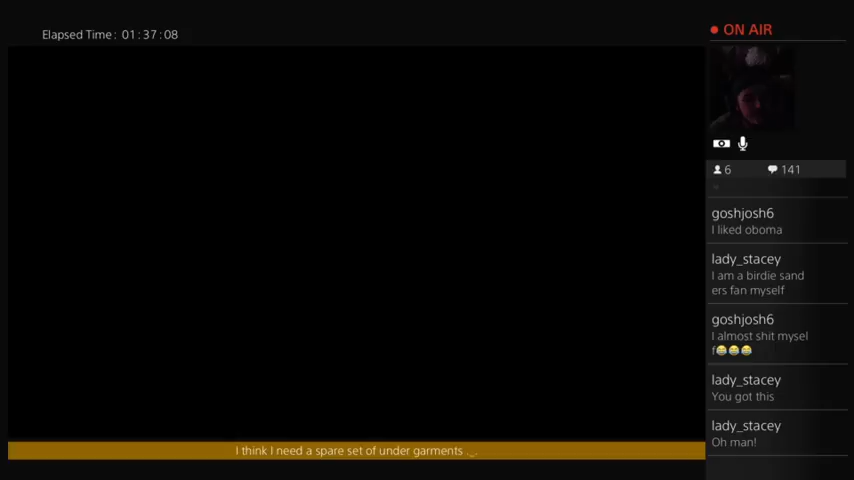 Elapsed Time: 01:37:08
ON AIR
6 141
goshjosh6
I liked oboma
lady_stacey
I am a birdie sand
ers fan myself
goshjosh6
I almost shit mysel
f😂😂😂
lady_stacey
You got this
lady_stacey
Oh man!
I think I need a spare set of under garments ._.